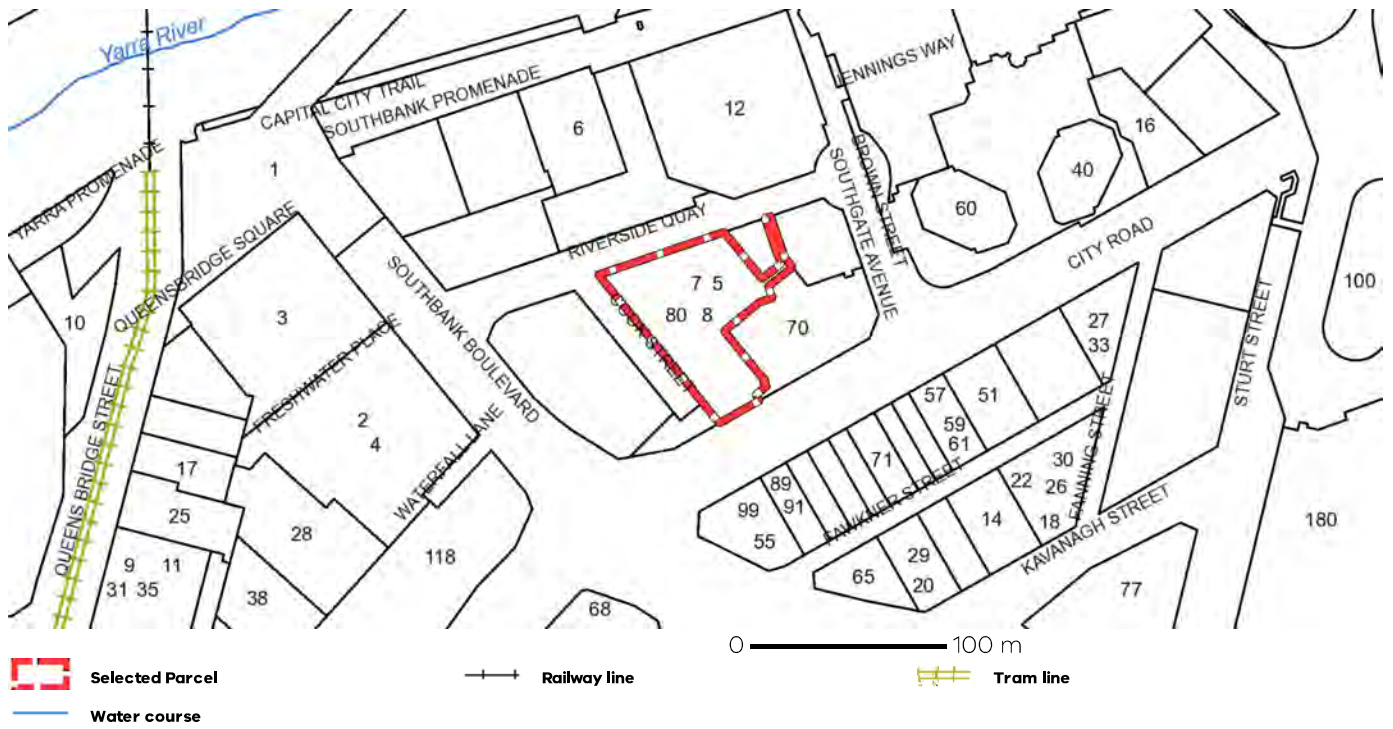 Yarra River
CAPITAL CITY TRAIL
SOUTHBANK PROMENADE
JENNINGS WAY
8
12
6
16
1
YARRA PROMENADE
BROWN STREET
SOUTHGATE AVENUE
40
60
QUEENSBRIDGE SQUARE
RIVERSIDE QUAY
CITY ROAD
SOUTHBANK BOULEVARD
7 5
80 8
70
COOK STREET
100
10
3
27
33
STURT STREET
FRESHWATER PLACE
QUEENS BRIDGE STREET
2
4
WATERFALL LANE
57
51
59
61
FANNING STREET
17
71
30
22
26
89
91
FAWKNER STREET
99
55
25
28
14
18
180
KAVANAGH STREET
118
9 11
31 35
29
65
20
38
68
77
0 100 m
Selected Parcel
Railway line
Tram line
Water course